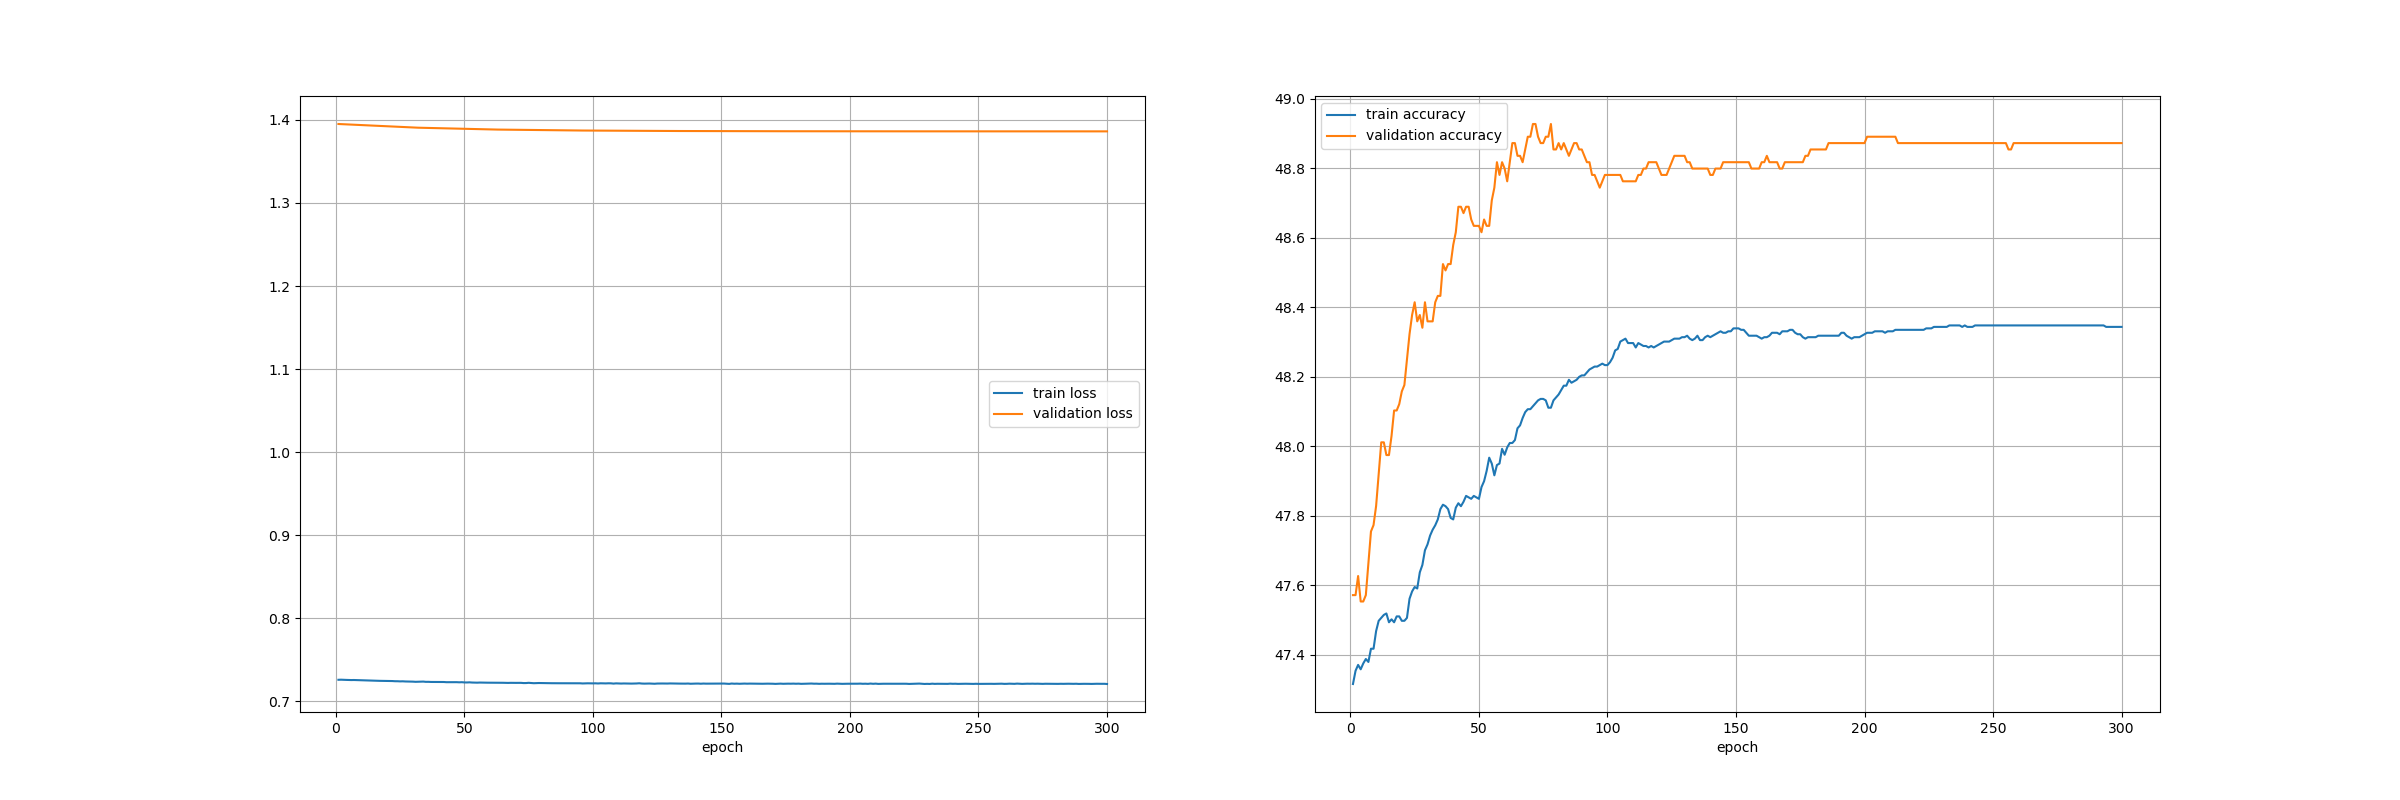 1.4
1.3
1.2
1.1
1.0
0.9
0.8
0.7
train loss
validation loss
0 50 100 150 200 250 300
epoch
49.0
48.8
48.6
48.4
48.2
48.0
47.8
47.6
47.4
train accuracy
validation accuracy
0 50 100 150 200 250 300
epoch